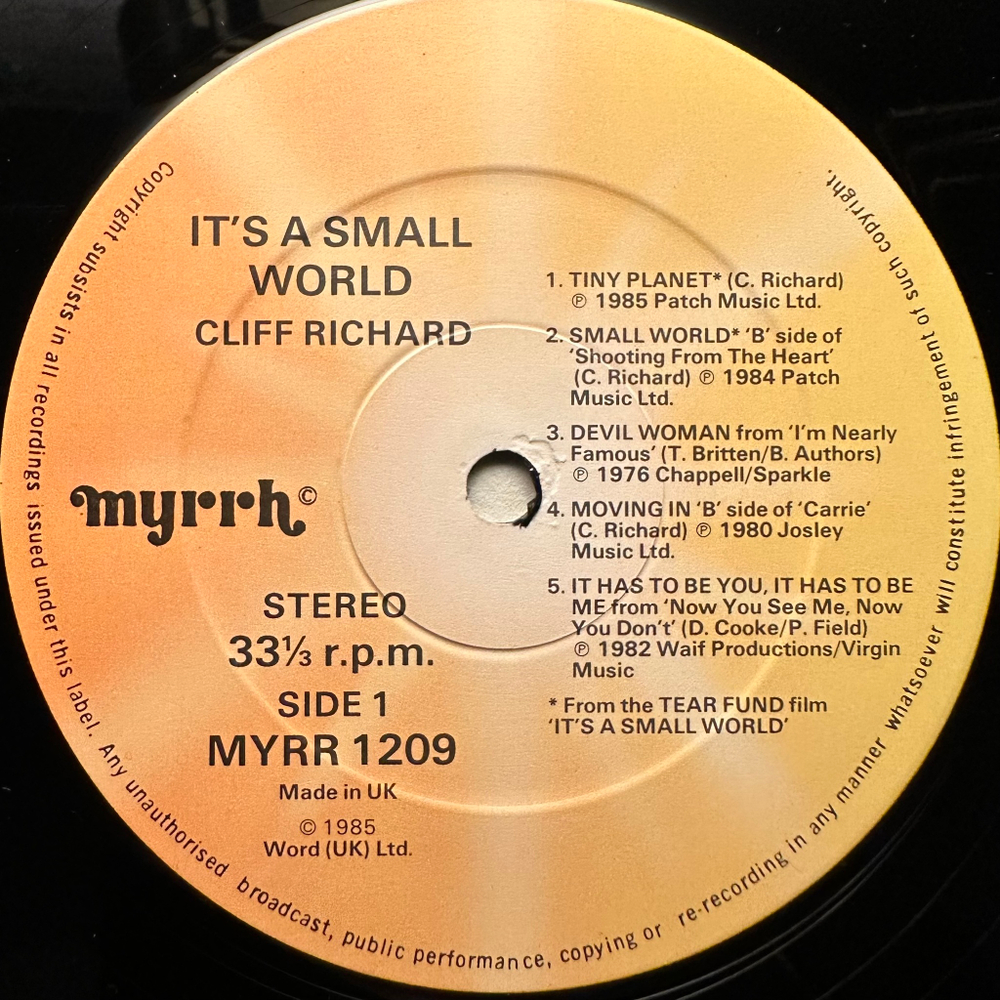 IT'S A SMALL
WORLD
CLIFF RICHARD
myrrh©
STEREO
33⅓ r.p.m.
SIDE 1
MYRR 1209
Made in UK
© 1985
Word (UK) Ltd.
1. TINY PLANET* (C. Richard)
℗ 1985 Patch Music Ltd.
2. SMALL WORLD* 'B' side of
'Shooting From The Heart'
(C. Richard) ℗ 1984 Patch
Music Ltd.
3. DEVIL WOMAN from 'I'm Nearly
Famous' (T. Britten/B. Authors)
℗ 1976 Chappell/Sparkle
4. MOVING IN 'B' side of 'Carrie'
(C. Richard) ℗ 1980 Josley
Music Ltd.
5. IT HAS TO BE YOU, IT HAS TO BE
ME from 'Now You See Me, Now
You Don't' (D. Cooke/P. Field)
℗ 1982 Waif Productions/Virgin
Music
* From the TEAR FUND film
'IT'S A SMALL WORLD'
Copyright subsists in all recordings issued under this label. Any unauthorised broadcast, public performance, copying or re-recording in any manner whatsoever will constitute infringement of such copyright.